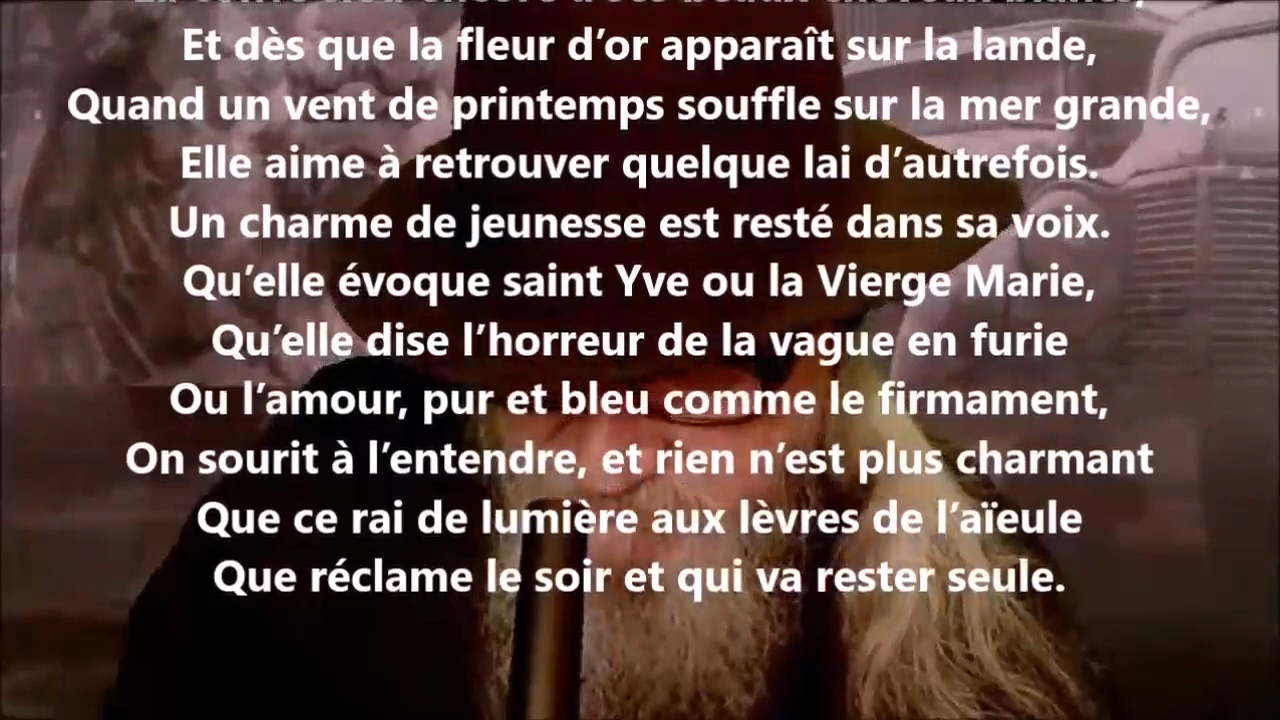 Et dès que la fleur d’or apparaît sur la lande,
Quand un vent de printemps souffle sur la mer grande,
Elle aime à retrouver quelque lai d’autrefois.
Un charme de jeunesse est resté dans sa voix.
Qu’elle évoque saint Yve ou la Vierge Marie,
Qu’elle dise l’horreur de la vague en furie
Ou l’amour, pur et bleu comme le firmament,
On sourit à l’entendre, et rien n’est plus charmant
Que ce rai de lumière aux lèvres de l’aïeule
Que réclame le soir et qui va rester seule.